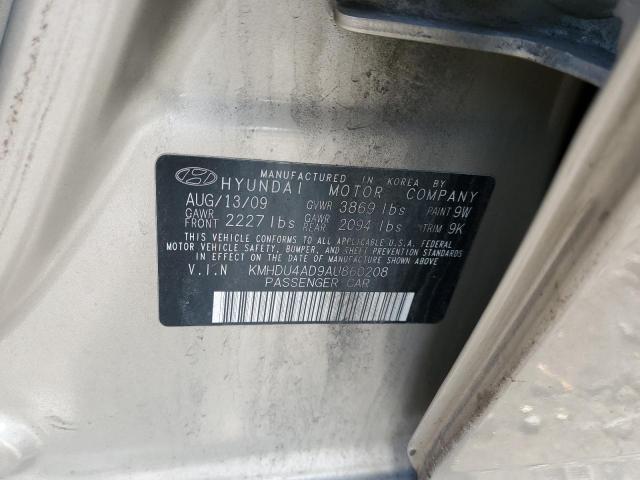 MANUFACTURED IN KOREA BY
HYUNDAI MOTOR COMPANY
AUG/13/09 GVWR 3869 lbs PAINT 9W
GAWR FRONT 2227 lbs GAWR REAR 2094 lbs TRIM 9K
THIS VEHICLE CONFORMS TO ALL APPLICABLE U.S.A. FEDERAL
MOTOR VEHICLE SAFETY, BUMPER, AND THEFT PREVENTION STANDARDS
IN EFFECT ON THE DATE OF MANUFACTURE SHOWN ABOVE.
V.I.N KMHDU4AD9AU860208
PASSENGER CAR